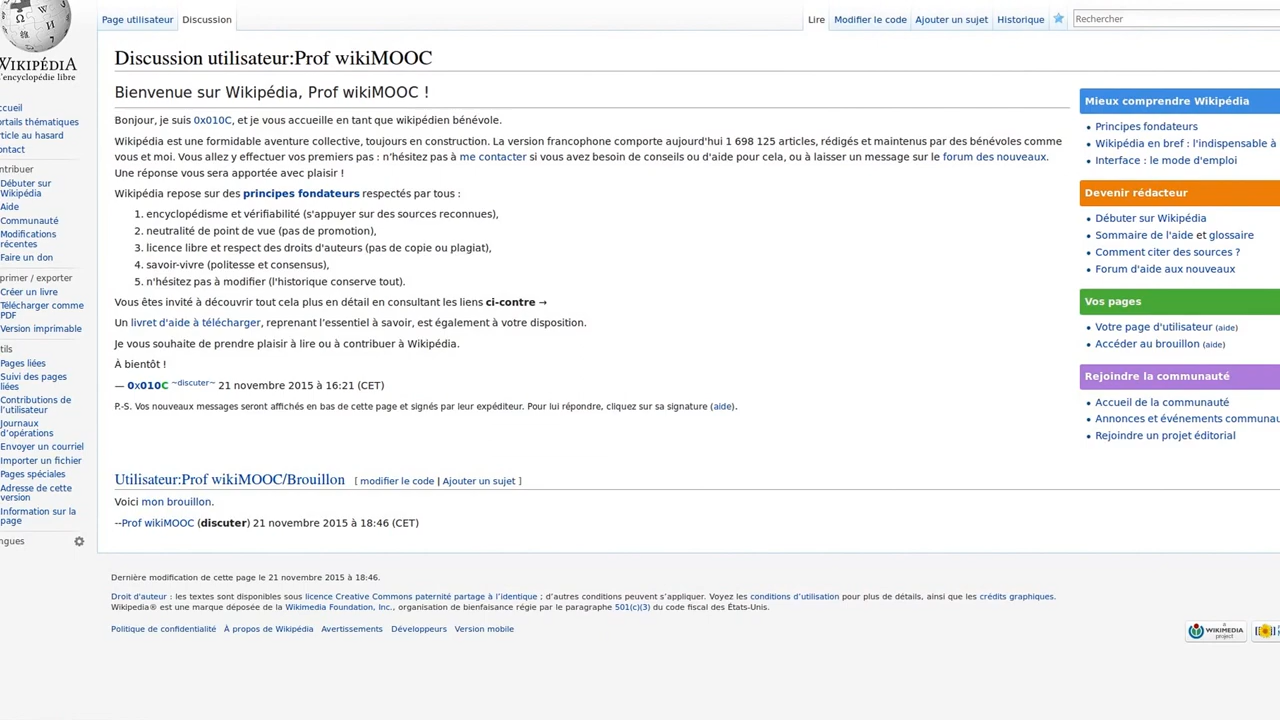 Page utilisateur Discussion Lire Modifier le code Ajouter un sujet Historique Rechercher
WIKIPÉDIA
L'encyclopédie libre
Discussion utilisateur:Prof wikiMOOC
Bienvenue sur Wikipédia, Prof wikiMOOC !
Bonjour, je suis 0x010C, et je vous accueille en tant que wikipédien bénévole.
Wikipédia est une formidable aventure collective, toujours en construction. La version francophone comporte aujourd'hui 1 698 125 articles, rédigés et maintenus par des bénévoles comme
vous et moi. Vous allez y effectuer vos premiers pas : n'hésitez pas à me contacter si vous avez besoin de conseils ou d'aide pour cela, ou à laisser un message sur le forum des nouveaux.
Une réponse vous sera apportée avec plaisir !
Wikipédia repose sur des principes fondateurs respectés par tous :
1. encyclopédisme et vérifiabilité (s'appuyer sur des sources reconnues),
2. neutralité de point de vue (pas de promotion),
3. licence libre et respect des droits d'auteurs (pas de copie ou plagiat),
4. savoir-vivre (politesse et consensus),
5. n'hésitez pas à modifier (l'historique conserve tout).
Vous êtes invité à découvrir tout cela plus en détail en consultant les liens ci-contre →
Un livret d'aide à télécharger, reprenant l'essentiel à savoir, est également à votre disposition.
Je vous souhaite de prendre plaisir à lire ou à contribuer à Wikipédia.
À bientôt !
— 0x010C ~discuter~ 21 novembre 2015 à 16:21 (CET)
P.-S. Vos nouveaux messages seront affichés en bas de cette page et signés par leur expéditeur. Pour lui répondre, cliquez sur sa signature (aide).
Utilisateur:Prof wikiMOOC/Brouillon [ modifier le code | Ajouter un sujet ]
Voici mon brouillon.
--Prof wikiMOOC (discuter) 21 novembre 2015 à 18:46 (CET)
Mieux comprendre Wikipédia
• Principes fondateurs
• Wikipédia en bref : l'indispensable à
• Interface : le mode d'emploi
Devenir rédacteur
• Débuter sur Wikipédia
• Sommaire de l'aide et glossaire
• Comment citer des sources ?
• Forum d'aide aux nouveaux
Vos pages
• Votre page d'utilisateur (aide)
• Accéder au brouillon (aide)
Rejoindre la communauté
• Accueil de la communauté
• Annonces et événements communau
• Rejoindre un projet éditorial
ccueil
ortails thématiques
rticle au hasard
ontact
ntribuer
Débuter sur
Wikipédia
Aide
Communauté
Modifications
récentes
Faire un don
primer / exporter
Créer un livre
Télécharger comme
PDF
Version imprimable
tils
Pages liées
Suivi des pages
liées
Contributions de
l'utilisateur
Journaux
d'opérations
Envoyer un courriel
Importer un fichier
Pages spéciales
Adresse de cette
version
Information sur la
page
ngues
Dernière modification de cette page le 21 novembre 2015 à 18:46.
Droit d'auteur : les textes sont disponibles sous licence Creative Commons paternité partage à l'identique ; d'autres conditions peuvent s'appliquer. Voyez les conditions d'utilisation pour plus de détails, ainsi que les crédits graphiques.
Wikipedia® est une marque déposée de la Wikimedia Foundation, Inc., organisation de bienfaisance régie par le paragraphe 501(c)(3) du code fiscal des États-Unis.
Politique de confidentialité À propos de Wikipédia Avertissements Développeurs Version mobile
A
WIKIMEDIA
project